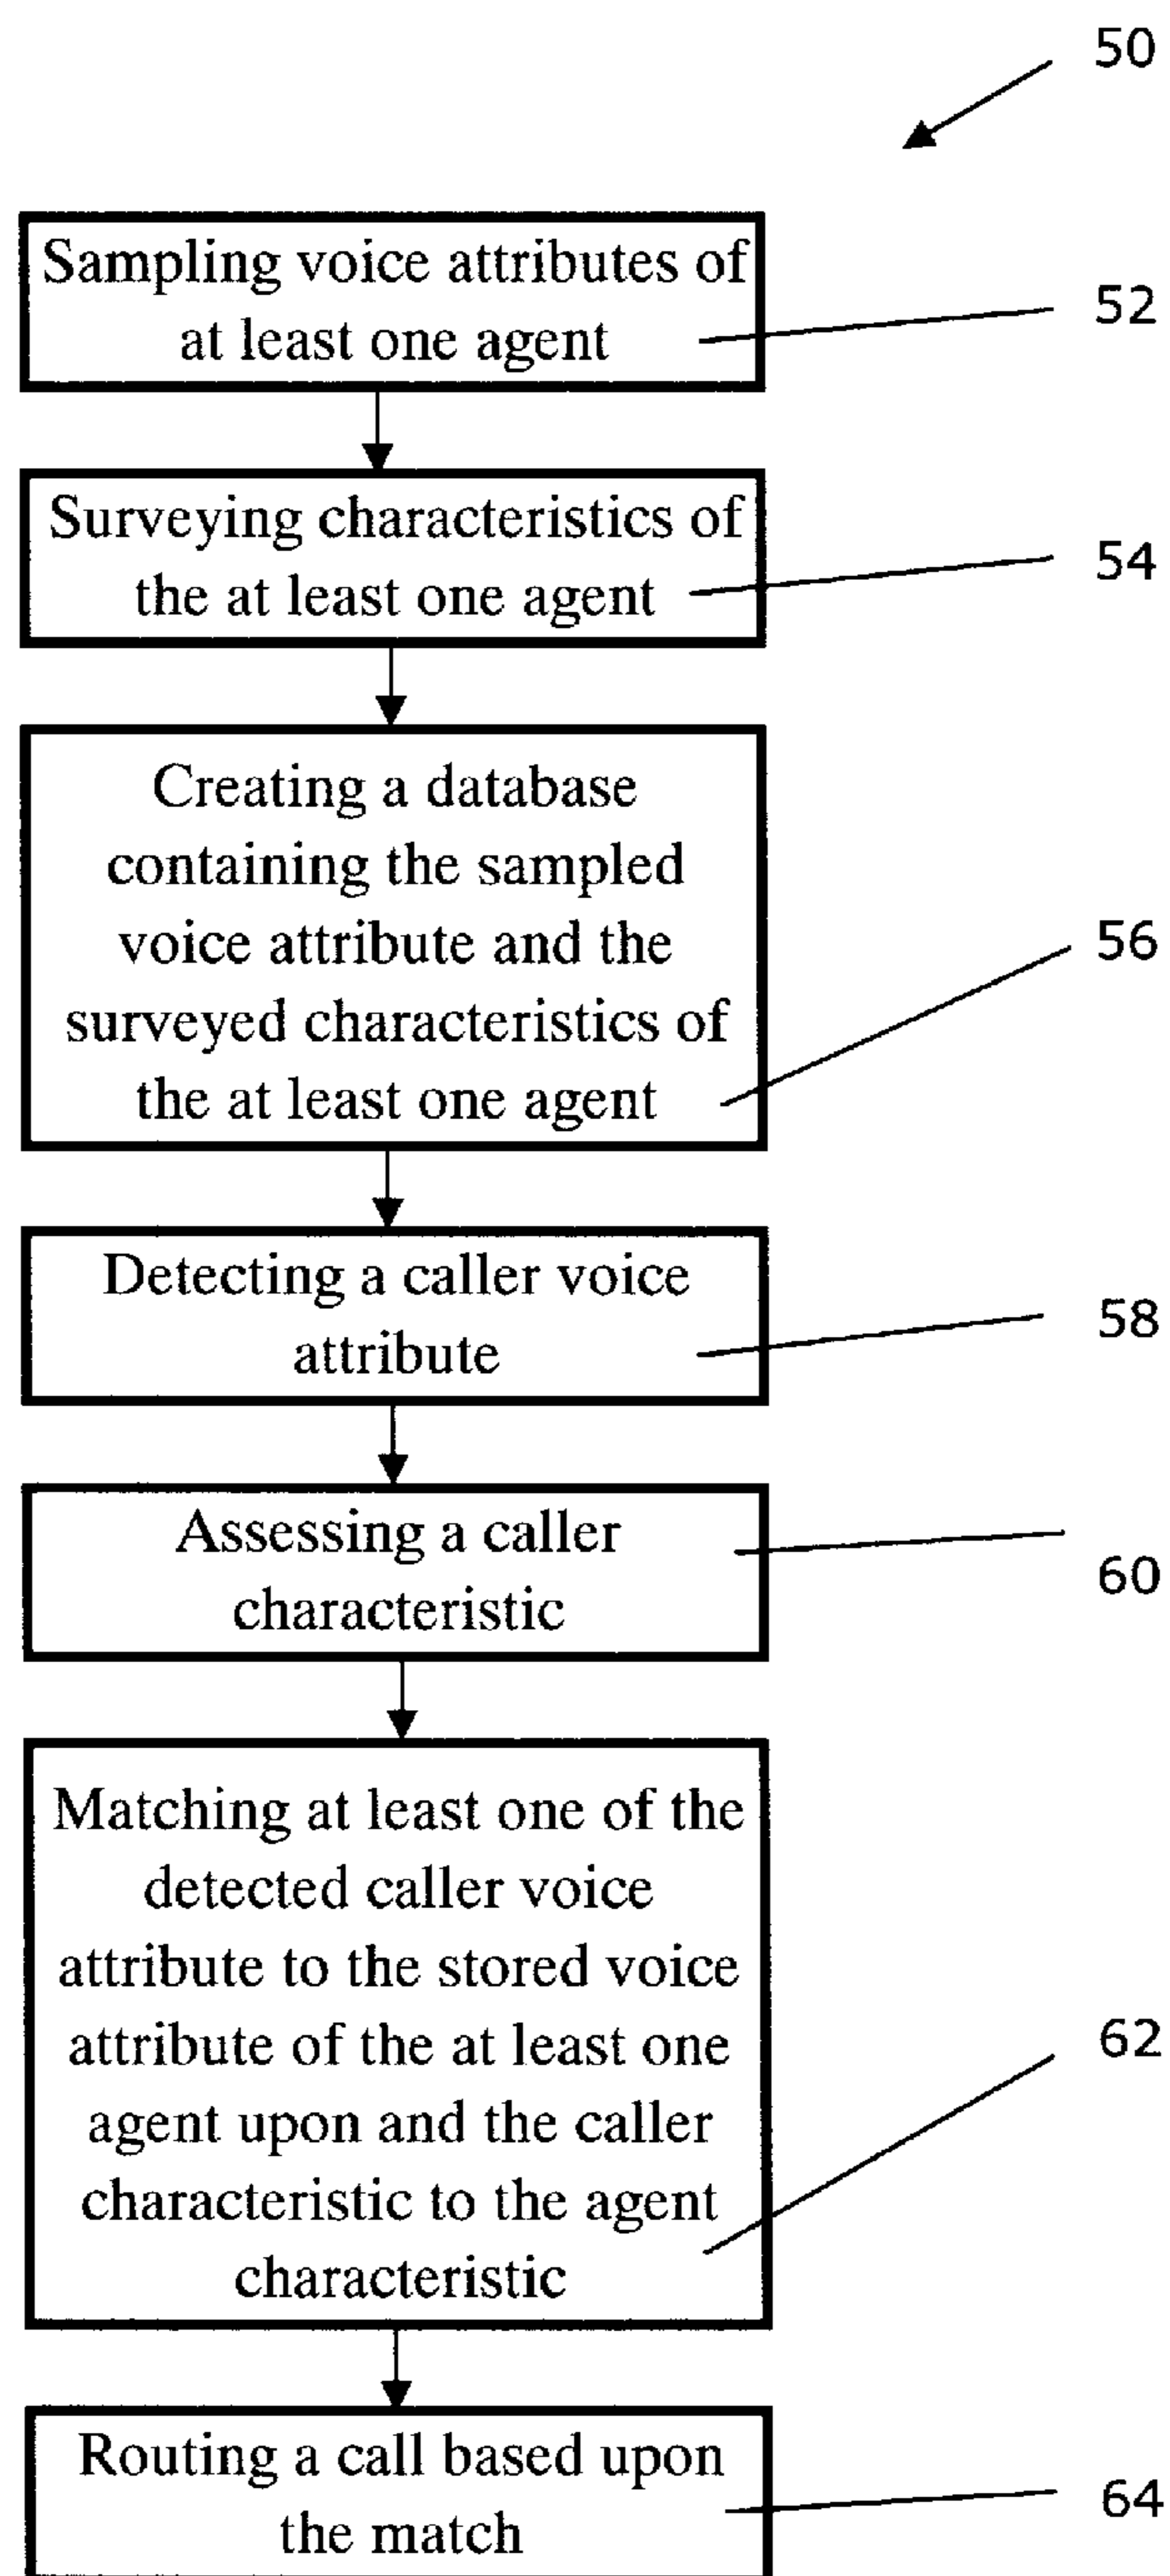 50
Sampling voice attributes of
at least one agent
52
Surveying characteristics of
the at least one agent
54
Creating a database
containing the sampled
voice attribute and the
surveyed characteristics of
the at least one agent
56
Detecting a caller voice
attribute
58
Assessing a caller
characteristic
60
Matching at least one of the
detected caller voice
attribute to the stored voice
attribute of the at least one
agent upon and the caller
characteristic to the agent
characteristic
62
Routing a call based upon
the match
64